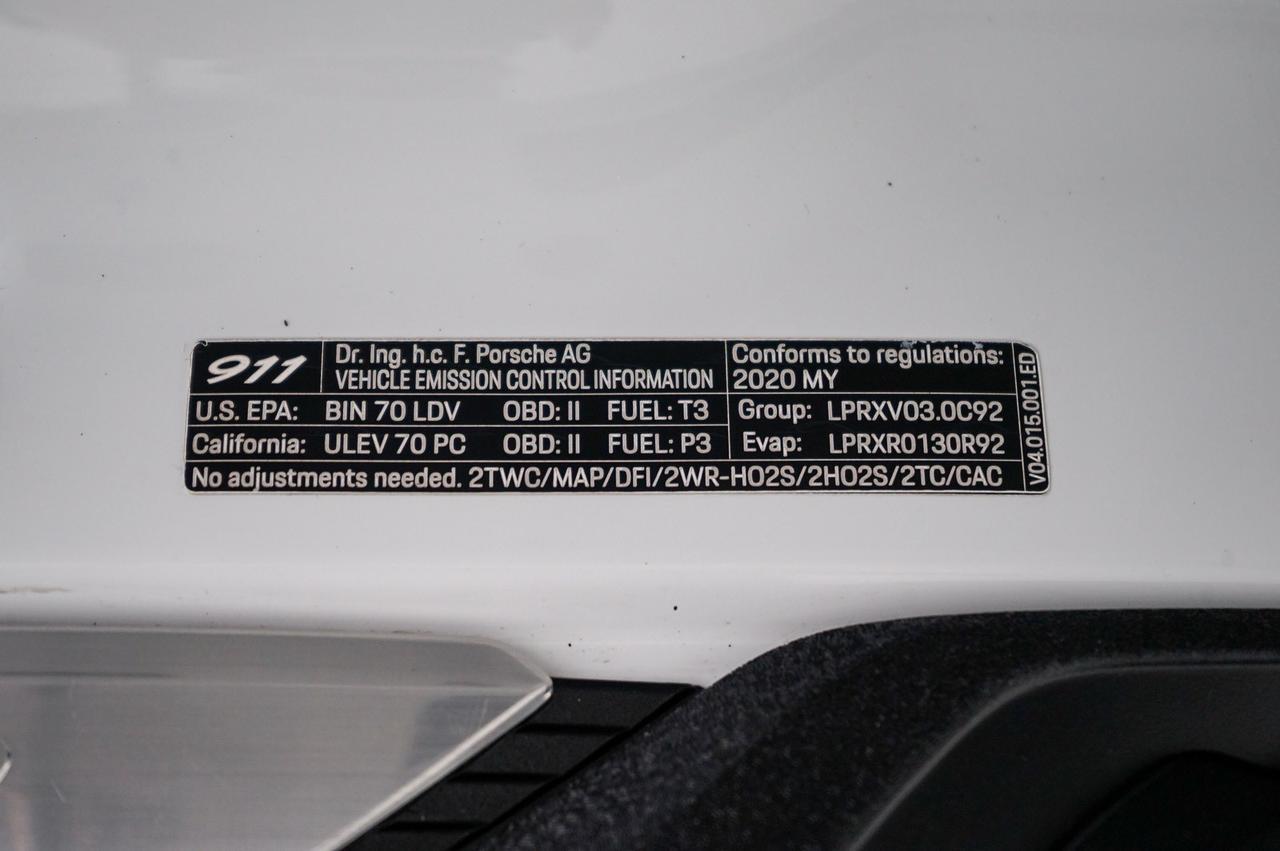 911
Dr. Ing. h.c. F. Porsche AG
VEHICLE EMISSION CONTROL INFORMATION
Conforms to regulations:
2020 MY
U.S. EPA: BIN 70 LDV OBD: II FUEL: T3
Group: LPRXV03.0C92
California: ULEV 70 PC OBD: II FUEL: P3
Evap: LPRXR0130R92
No adjustments needed. 2TWC/MAP/DFI/2WR-HO2S/2HO2S/2TC/CAC
V04.015.001.ED